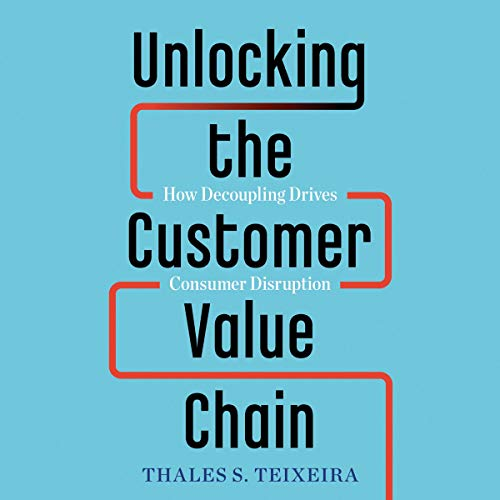 Unlocking
the
How Decoupling Drives
Customer
Consumer Disruption
Value
Chain
THALES S. TEIXEIRA